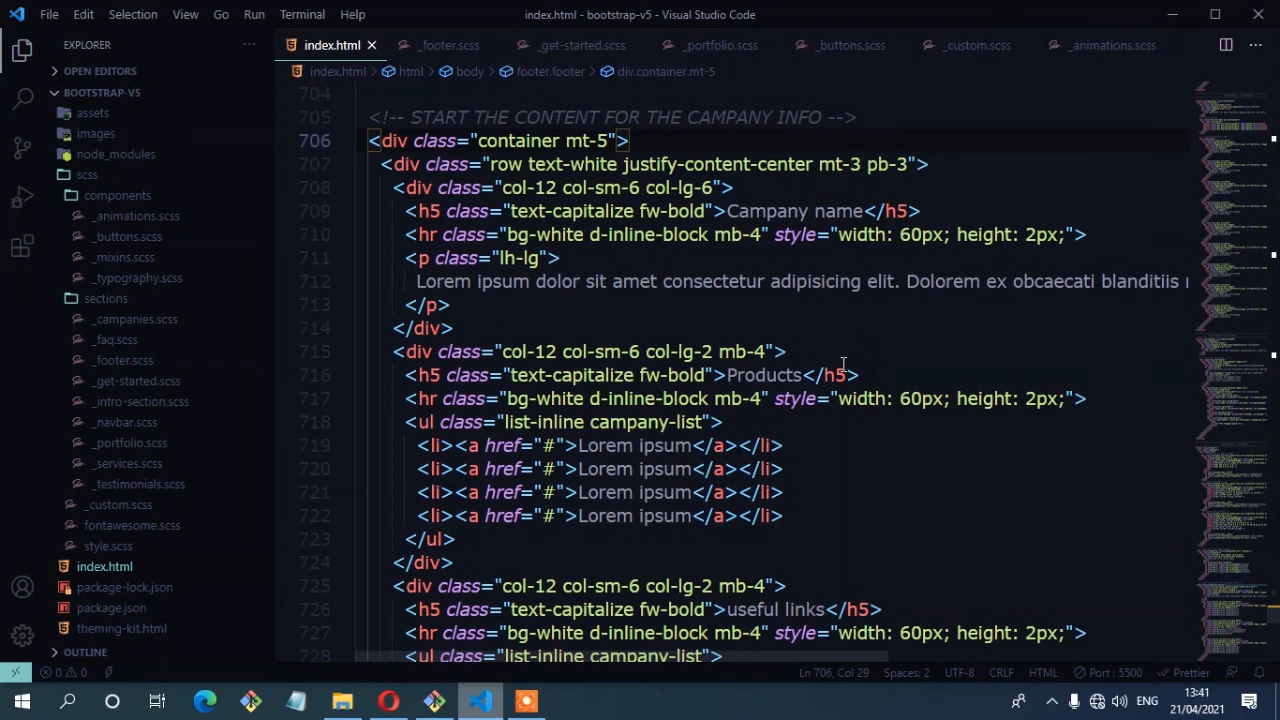 File Edit Selection View Go Run Terminal Help index.html - bootstrap-v5 - Visual Studio Code
EXPLORER
OPEN EDITORS
BOOTSTRAP-V5
assets
images
node_modules
scss
components
_animations.scss
_buttons.scss
_mixins.scss
_typography.scss
sections
_campanies.scss
_faq.scss
_footer.scss
_get-started.scss
_intro-section.scss
_navbar.scss
_portfolio.scss
_services.scss
_testimonials.scss
_custom.scss
fontawesome.scss
style.scss
index.html
package-lock.json
package.json
theming-kit.html
OUTLINE
index.html _footer.scss _get-started.scss _portfolio.scss _buttons.scss _custom.scss _animations.scss
index.html > html > body > footer.footer > div.container.mt-5
704
705 <!-- START THE CONTENT FOR THE CAMPANY INFO -->
706 <div class="container mt-5">
707 <div class="row text-white justify-content-center mt-3 pb-3">
708 <div class="col-12 col-sm-6 col-lg-6">
709 <h5 class="text-capitalize fw-bold">Campany name</h5>
710 <hr class="bg-white d-inline-block mb-4" style="width: 60px; height: 2px;">
711 <p class="lh-lg">
712 Lorem ipsum dolor sit amet consectetur adipisicing elit. Dolorem ex obcaecati blanditiis
713 </p>
714 </div>
715 <div class="col-12 col-sm-6 col-lg-2 mb-4">
716 <h5 class="text-capitalize fw-bold">Products</h5>
717 <hr class="bg-white d-inline-block mb-4" style="width: 60px; height: 2px;">
718 <ul class="list-inline campany-list">
719 <li><a href="#">Lorem ipsum</a></li>
720 <li><a href="#">Lorem ipsum</a></li>
721 <li><a href="#">Lorem ipsum</a></li>
722 <li><a href="#">Lorem ipsum</a></li>
723 </ul>
724 </div>
725 <div class="col-12 col-sm-6 col-lg-2 mb-4">
726 <h5 class="text-capitalize fw-bold">useful links</h5>
727 <hr class="bg-white d-inline-block mb-4" style="width: 60px; height: 2px;">
728 <ul class="list-inline campany-list">
0 0 Ln 706, Col 29 Spaces: 2 UTF-8 CRLF HTML Port : 5500 Prettier
ENG 13:41
21/04/2021